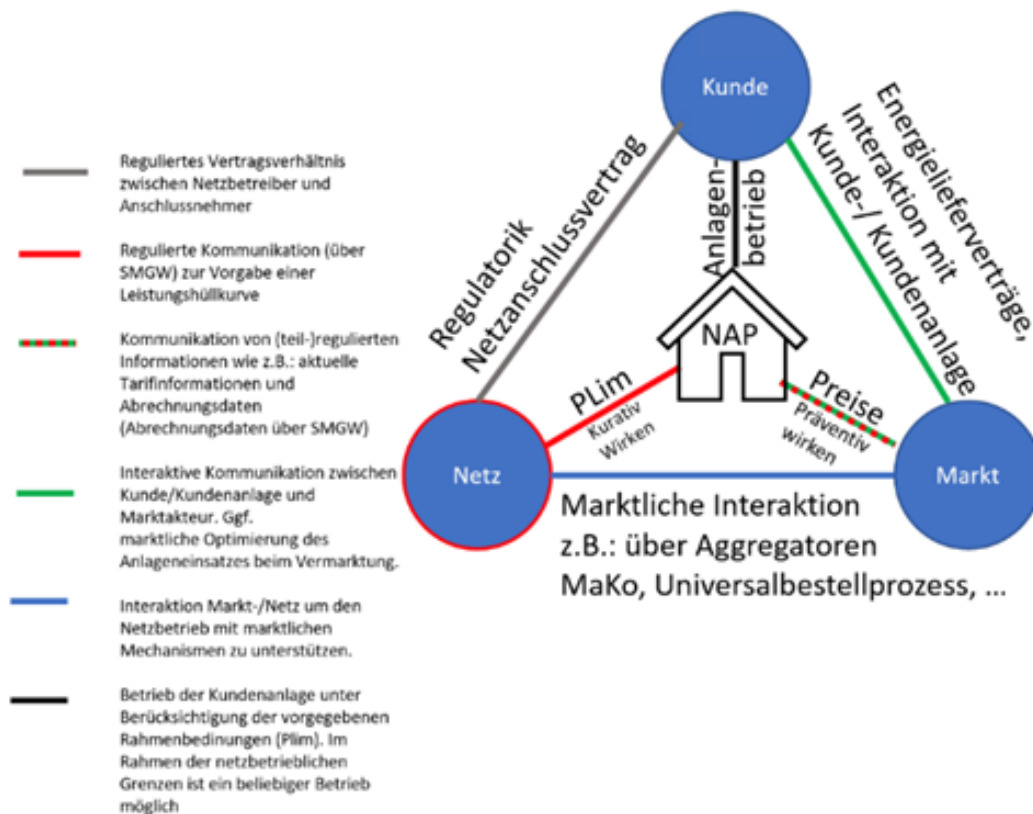 Reguliertes Vertragsverhältnis
zwischen Netzbetreiber und
Anschlussnehmer
Regulierte Kommunikation (über
SMGW) zur Vorgabe einer
Leistungshüllkurve
Kommunikation von (teil-)regulierten
Informationen wie z.B.: aktuelle
Tarifinformationen und
Abrechnungsdaten
(Abrechnungsdaten über SMGW)
Interaktive Kommunikation zwischen
Kunde/Kundenanlage und
Marktakteur. Ggf.
marktliche Optimierung des
Anlageneinsatzes beim Vermarktung.
Interaktion Markt-/Netz um den
Netzbetrieb mit marktlichen
Mechanismen zu unterstützen.
Betrieb der Kundenanlage unter
Berücksichtigung der vorgegebenen
Rahmenbedingungen (Plim). Im
Rahmen der netzbetrieblichen
Grenzen ist ein beliebiger Betrieb
möglich
Kunde
Regulatorik
Netzanschlussvertrag
Anlagen-
betrieb
Energielieferverträge,
Interaktion mit
Kunde-/ Kundenanlage
NAP
PLim
Kurativ
Wirken
Preise
Präventiv
wirken
Netz
Markt
Marktliche Interaktion
z.B.: über Aggregatoren
MaKo, Universalbestellprozess, ...